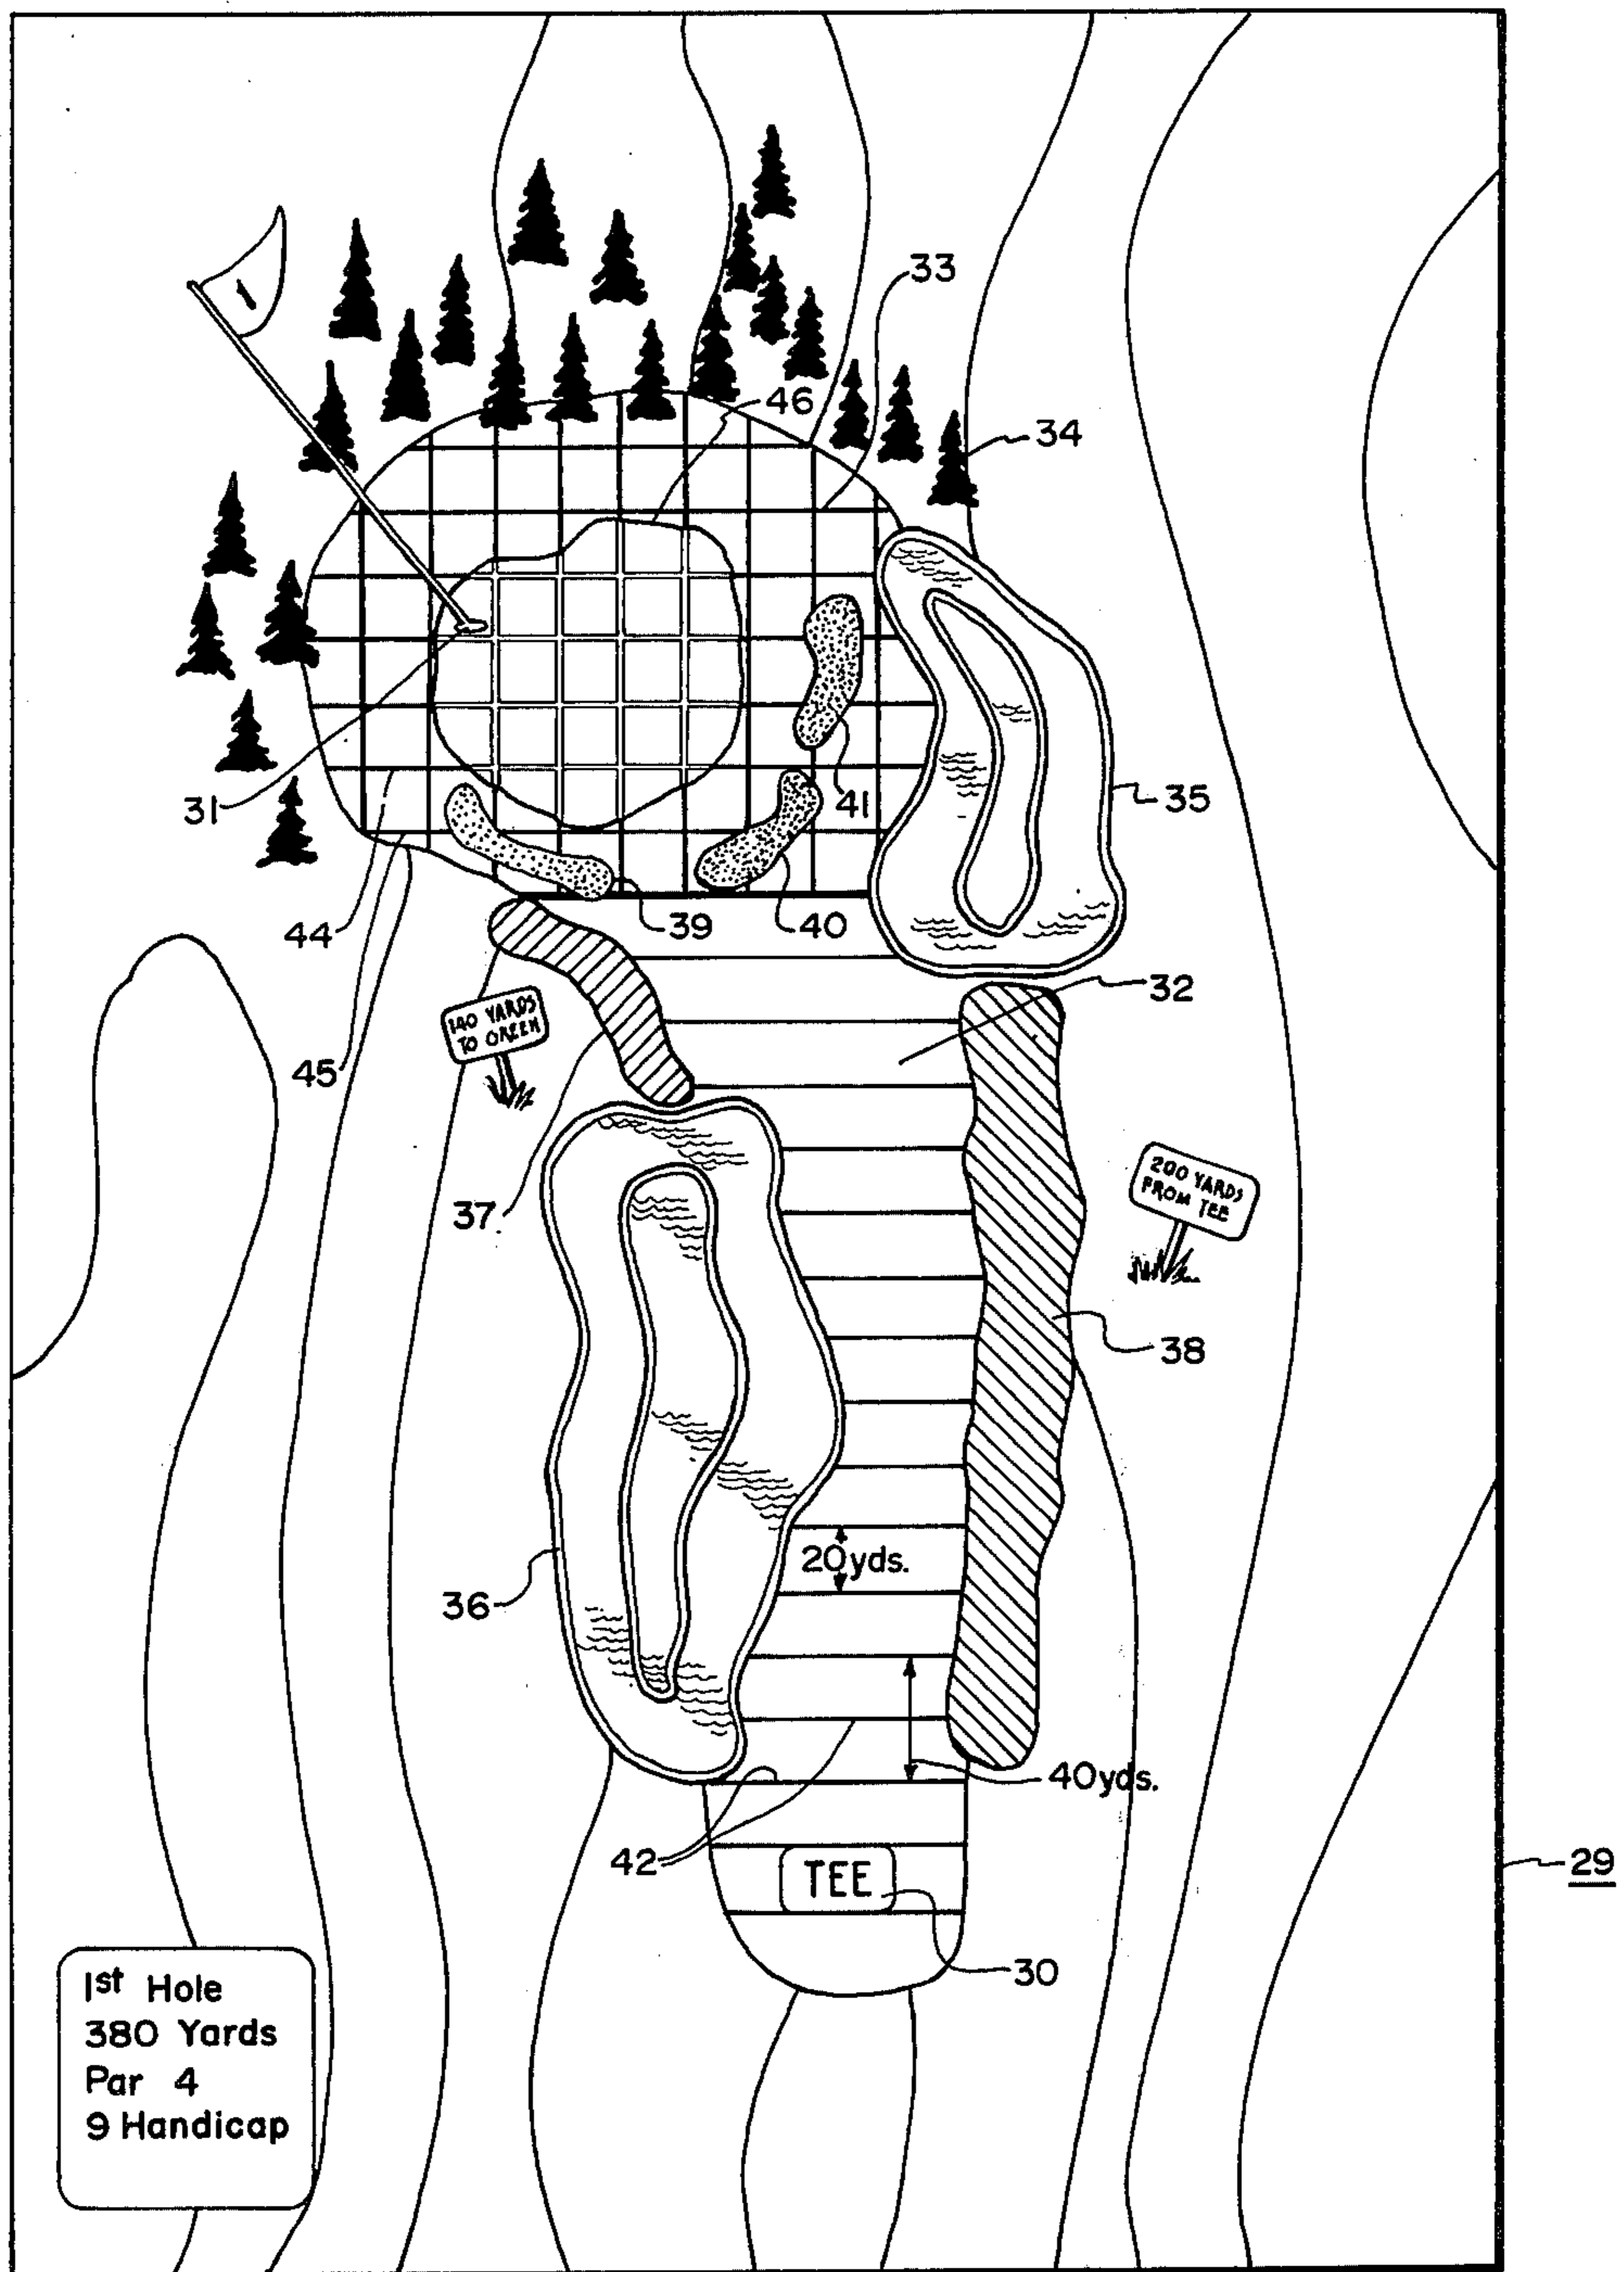 1
33
46
34
31
41
35
44
39
40
32
140 YARDS
TO GREEN
45
200 YARDS
FROM TEE
37
38
20yds.
36
40yds.
42
TEE
29
30
1st Hole
380 Yards
Par 4
9 Handicap